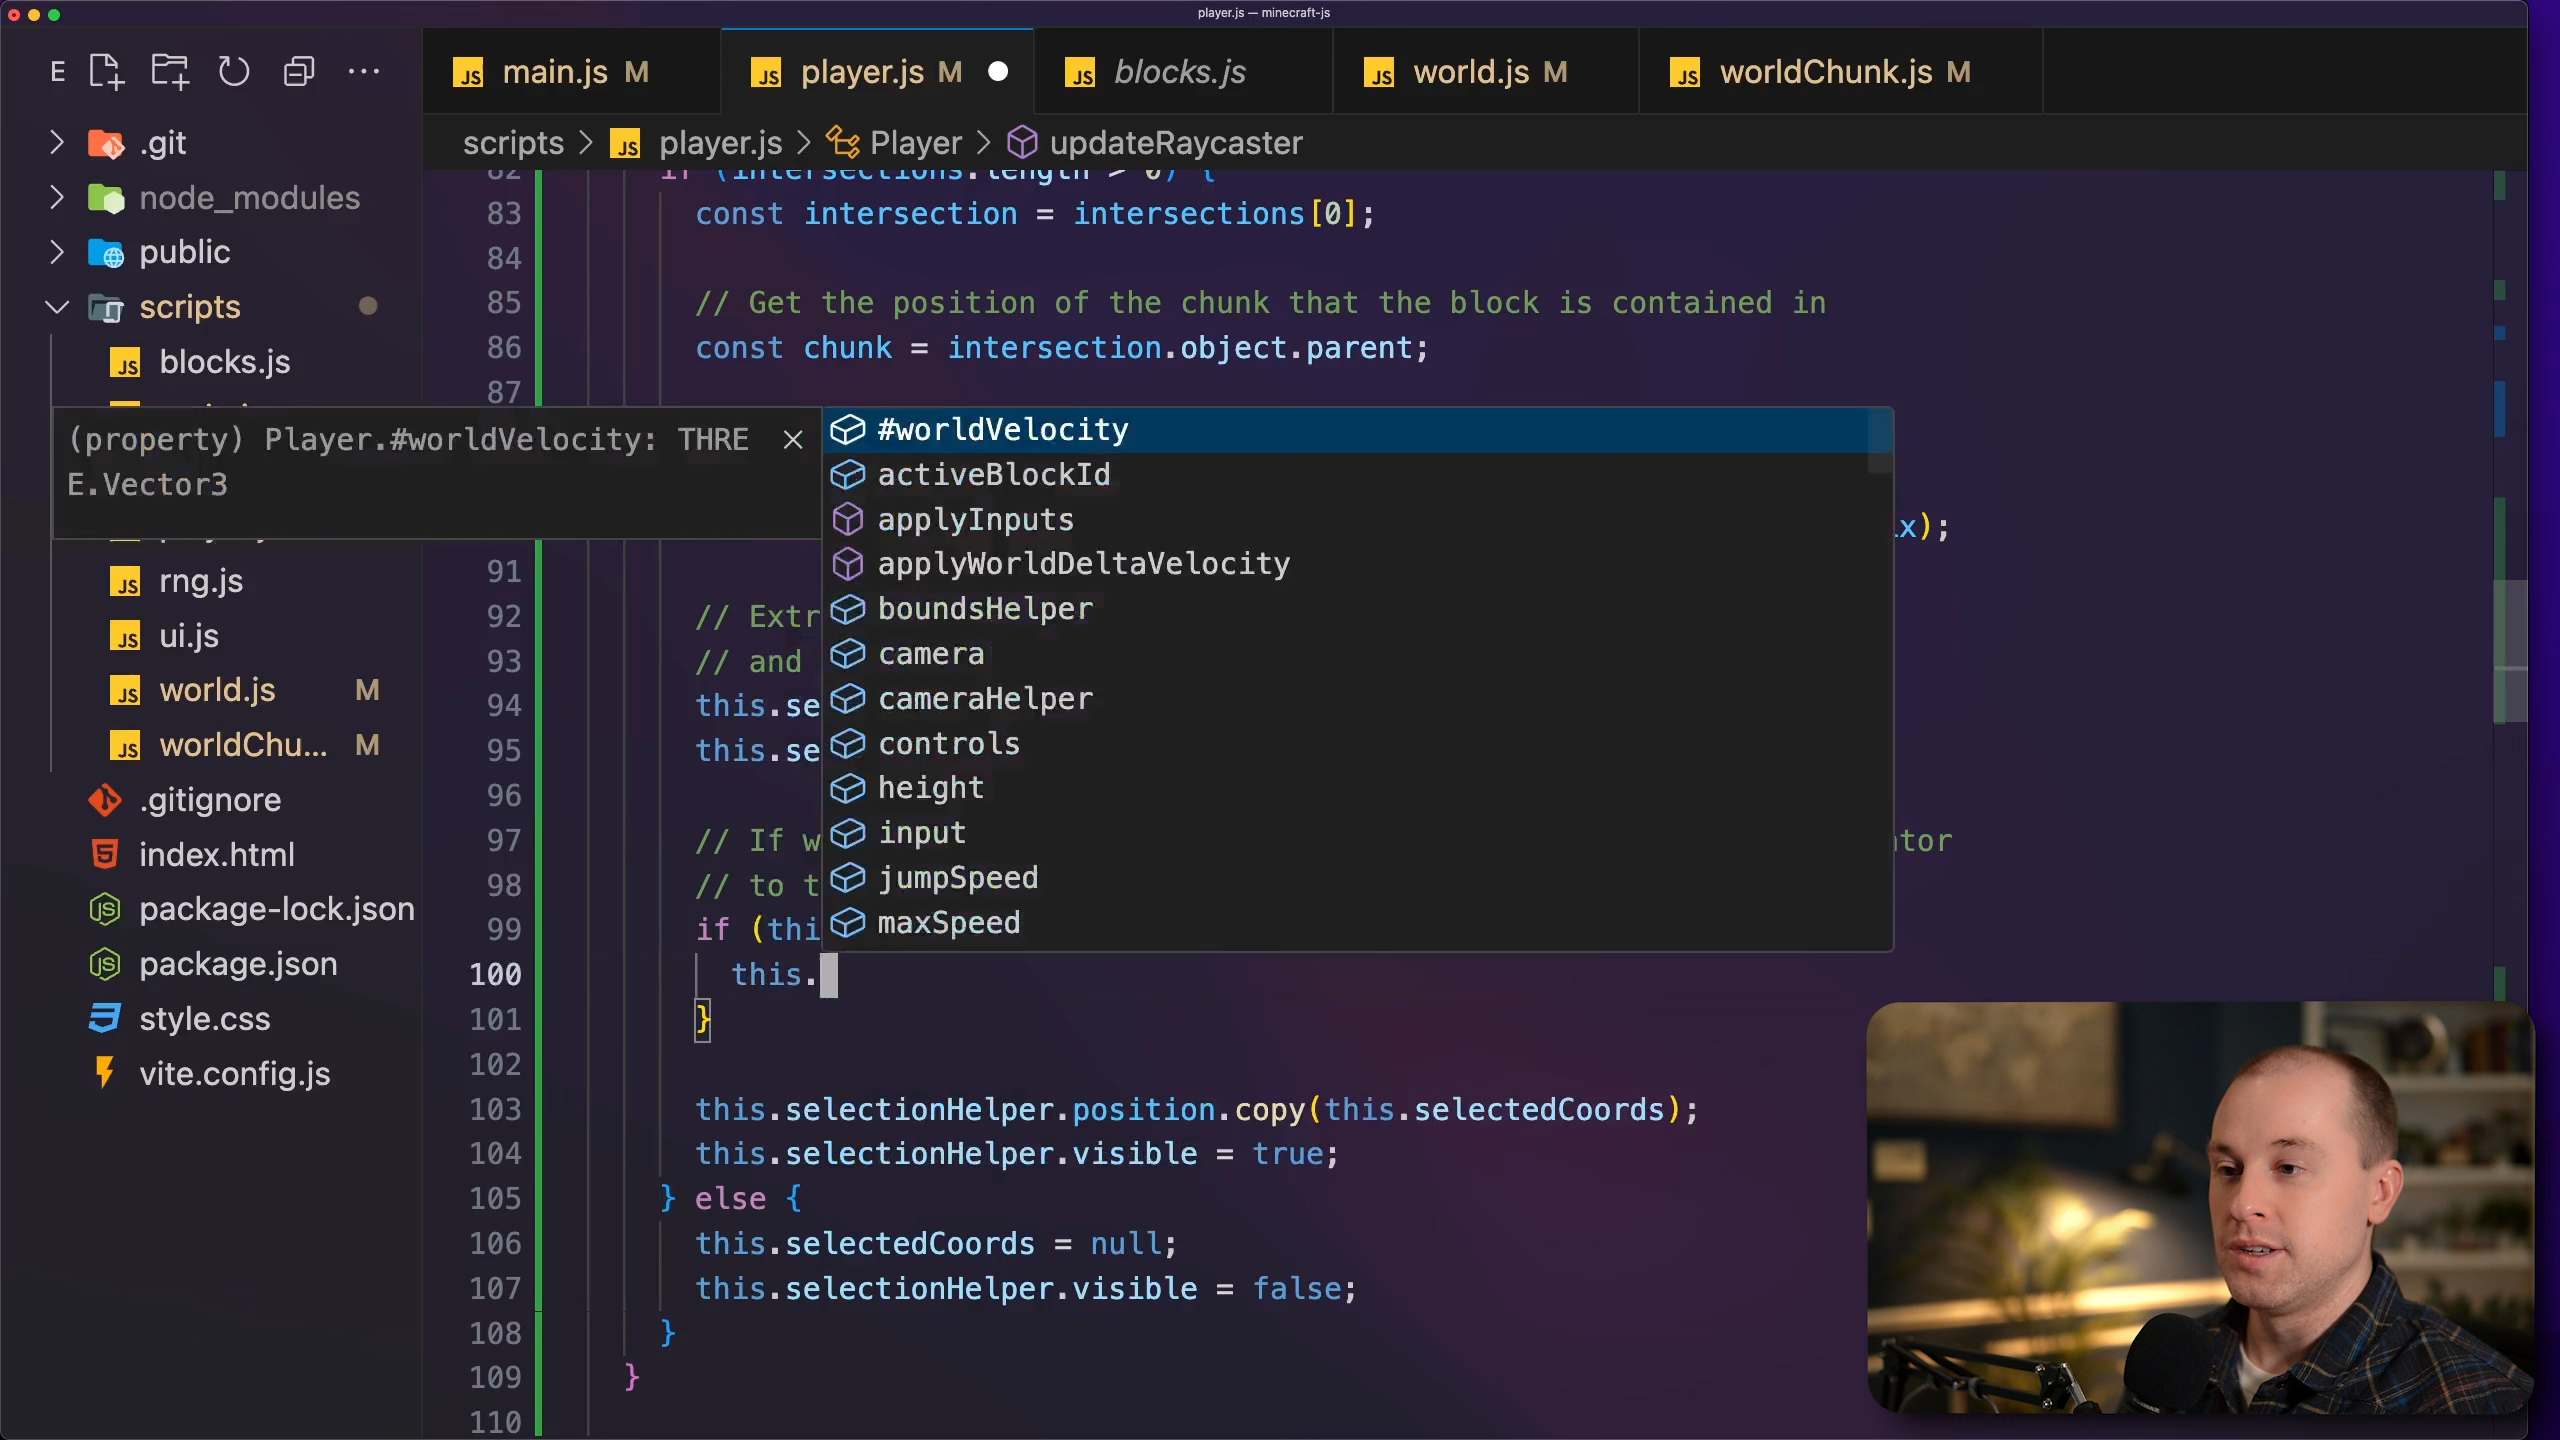 player.js — minecraft-js
E
main.js M
player.js M
blocks.js
world.js M
worldChunk.js M
scripts
player.js
Player
updateRaycaster
.git
node_modules
public
scripts
blocks.js
rng.js
ui.js
world.js M
worldChu... M
.gitignore
index.html
package-lock.json
package.json
style.css
vite.config.js
82 if (intersections.length > 0) {
83 const intersection = intersections[0];
84
85 // Get the position of the chunk that the block is contained in
86 const chunk = intersection.object.parent;
87
(property) Player.#worldVelocity: THRE
E.Vector3
#worldVelocity
activeBlockId
applyInputs
applyWorldDeltaVelocity
boundsHelper
camera
cameraHelper
controls
height
input
jumpSpeed
maxSpeed
x);
91
92 // Extr
93 // and
94 this.se
95 this.se
96
97 // If w tor
98 // to t
99 if (thi
100 this.
101 }
102
103 this.selectionHelper.position.copy(this.selectedCoords);
104 this.selectionHelper.visible = true;
105 } else {
106 this.selectedCoords = null;
107 this.selectionHelper.visible = false;
108 }
109 }
110